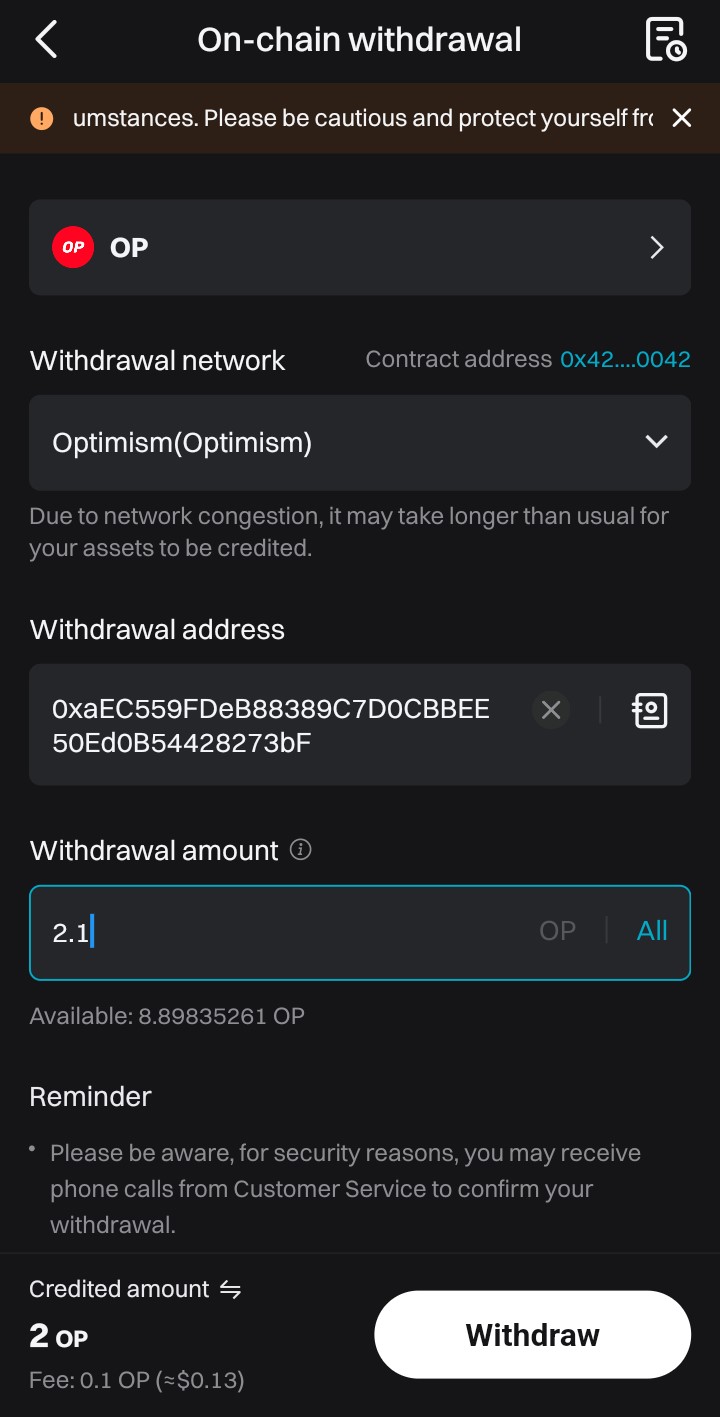 On-chain withdrawal
umstances. Please be cautious and protect yourself fro
OP OP
Withdrawal network Contract address 0x42....0042
Optimism(Optimism)
Due to network congestion, it may take longer than usual for
your assets to be credited.
Withdrawal address
0xaEC559FDeB88389C7D0CBBEE
50Ed0B54428273bF
Withdrawal amount
2.1 OP All
Available: 8.89835261 OP
Reminder
• Please be aware, for security reasons, you may receive
phone calls from Customer Service to confirm your
withdrawal.
Credited amount
2 OP
Withdraw
Fee: 0.1 OP (≈$0.13)